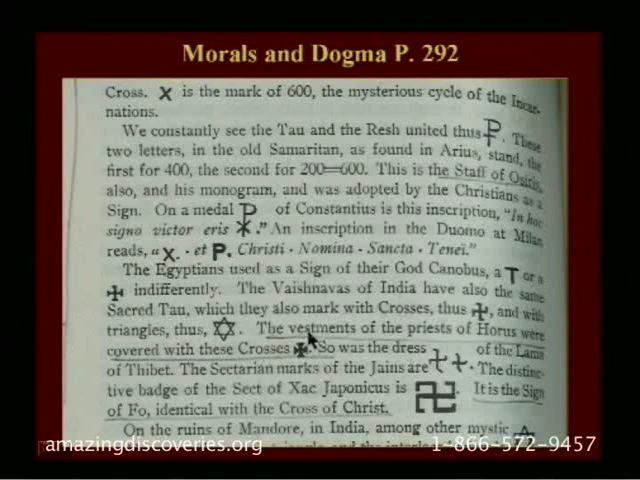 Morals and Dogma P. 292
Cross. X is the mark of 600, the mysterious cycle of the Incar-
nations.
We constantly see the Tau and the Resh united thus P. These
two letters, in the old Samaritan, as found in Arius, stand, the
first for 400, the second for 200=600. This is the Staff of Osiris,
also, and his monogram, and was adopted by the Christians as a
Sign. On a medal P of Constantius is this inscription, "In hoc
signo victor eris ." An inscription in the Duomo at Milan
reads, "X. · et P. Christi · Nomina · Sancta · Tenei."
The Egyptians used as a Sign of their God Canobus, a T or a
indifferently. The Vaishnavas of India have also the same
Sacred Tau, which they also mark with Crosses, thus , and with
triangles, thus, ✡. The vestments of the priests of Horus were
covered with these Crosses ✠. So was the dress of the Lama
of Thibet. The Sectarian marks of the Jains are . The distinc-
tive badge of the Sect of Xac Japonicus is 卐. It is the Sign
of Fo, identical with the Cross of Christ.
On the ruins of Mandore, in India, among other mystic
amazingdiscoveries.org 1-866-572-9457